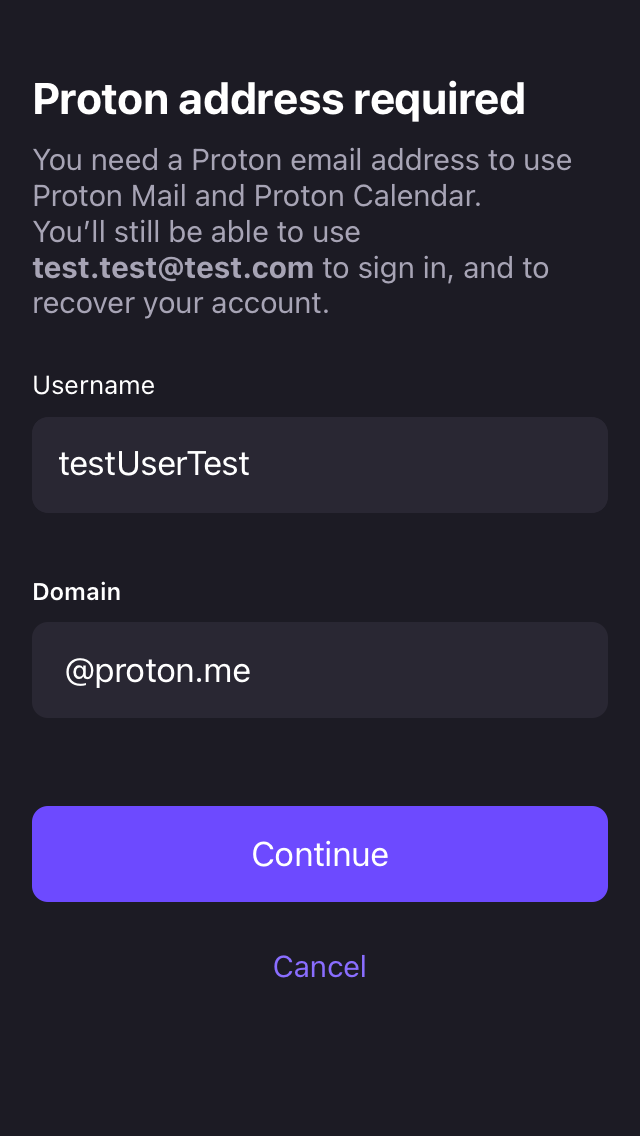 Proton address required
You need a Proton email address to use
Proton Mail and Proton Calendar.
You’ll still be able to use
test.test@test.com to sign in, and to
recover your account.
Username
testUserTest
Domain
@proton.me
Continue
Cancel